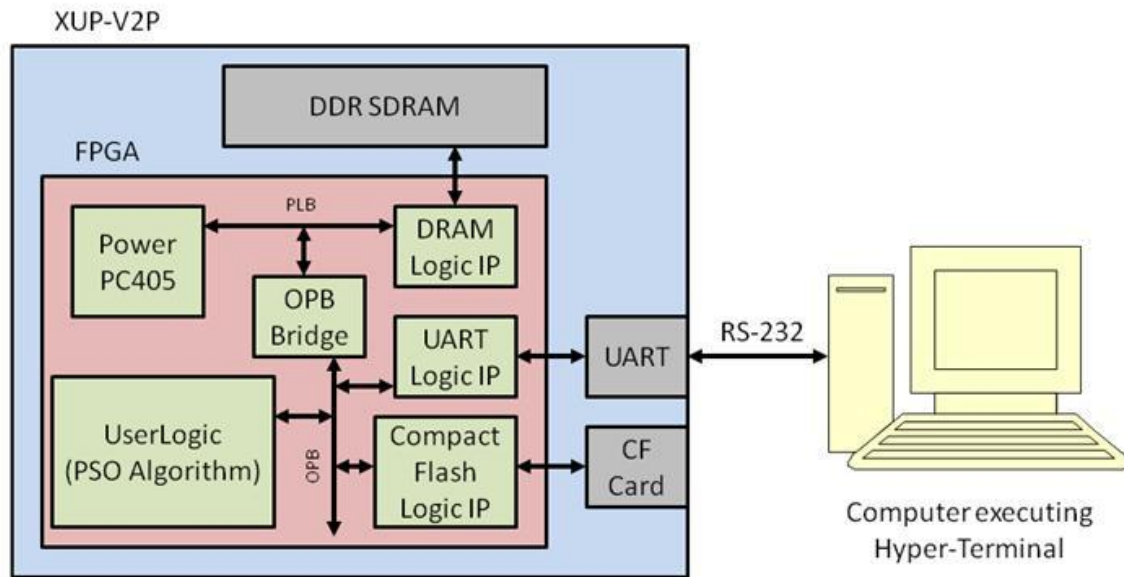 XUP-V2P
DDR SDRAM
FPGA
PLB
Power
PC405
DRAM
Logic IP
OPB
Bridge
UART
Logic IP
UART
RS-232
UserLogic
(PSO Algorithm)
OPB
Compact
Flash
Logic IP
CF
Card
Computer executing
Hyper-Terminal